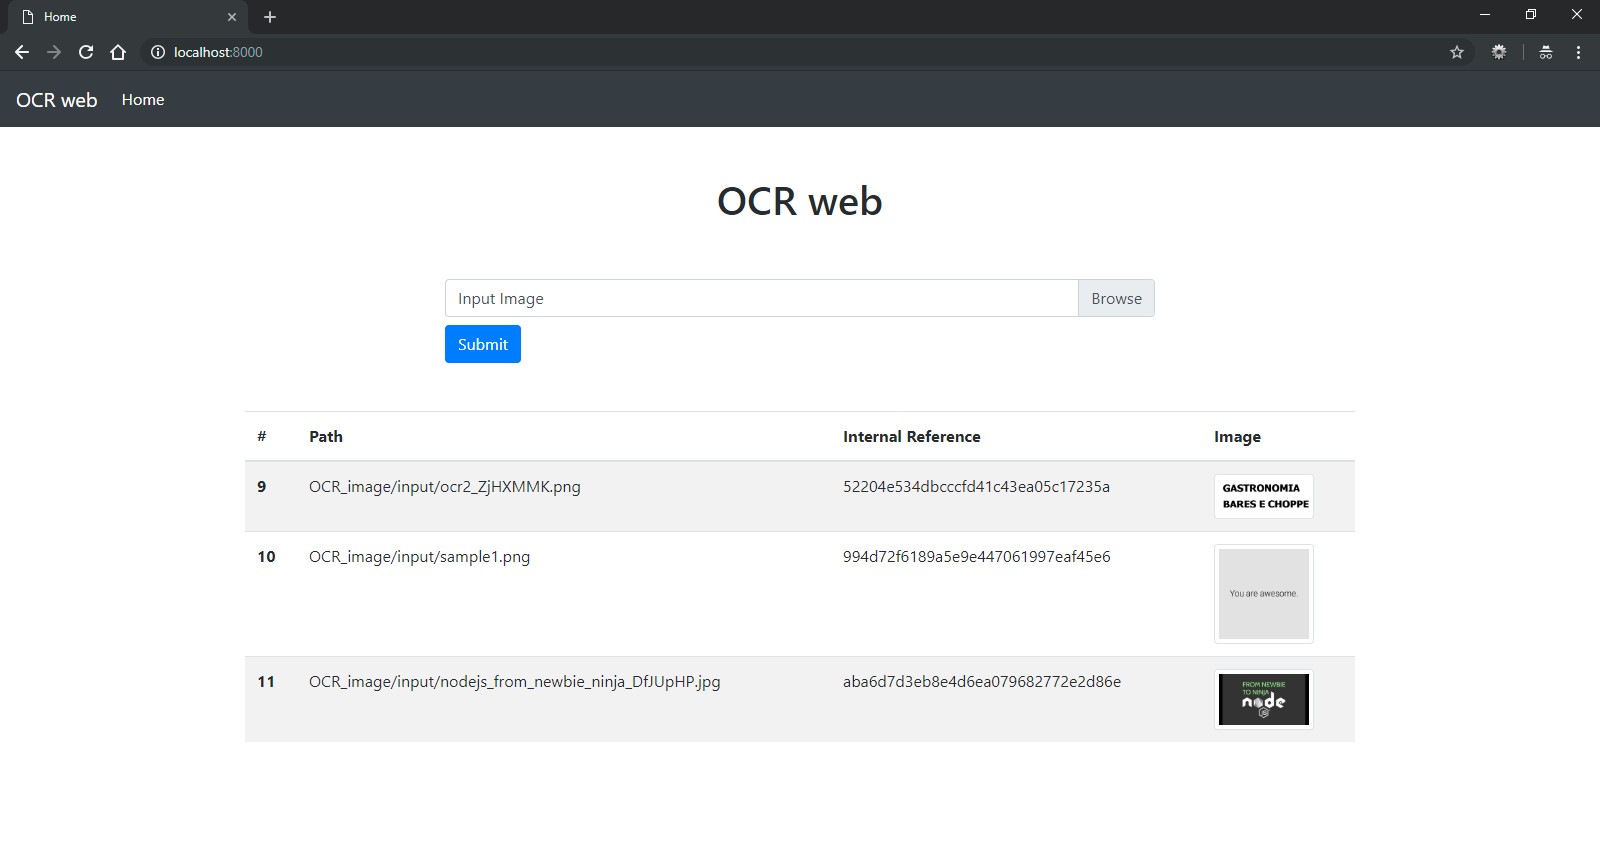 Home
localhost:8000
OCR web Home
OCR web
Input Image Browse
Submit
# Path Internal Reference Image
9 OCR_image/input/ocr2_ZjHXMMK.png 52204e534dbcccfd41c43ea05c17235a
GASTRONOMIA
BARES E CHOPPE
10 OCR_image/input/sample1.png 994d72f6189a5e9e447061997eaf45e6
You are awesome.
11 OCR_image/input/nodejs_from_newbie_ninja_DfJUpHP.jpg aba6d7d3eb8e4d6ea079682772e2d86e
FROM NEWBIE
TO NINJA
node
JS